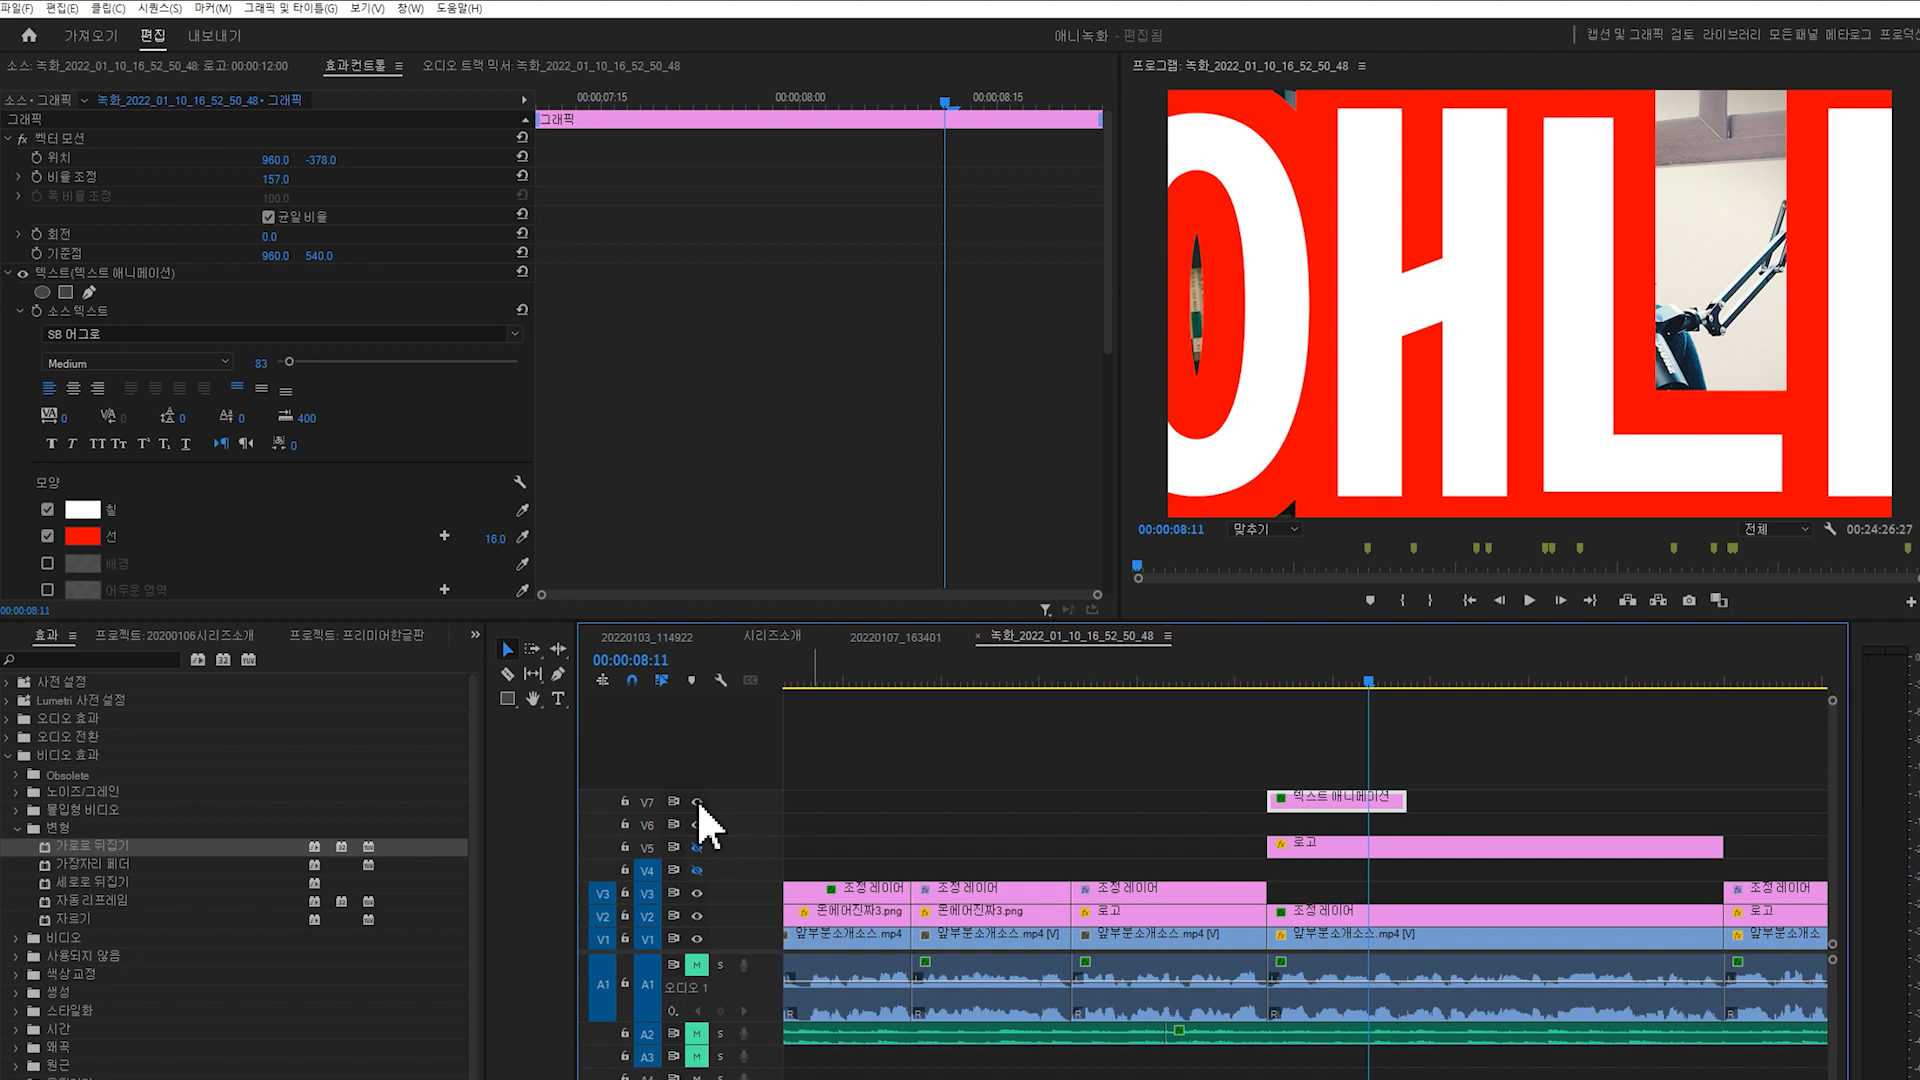 파일(F) 편집(E) 클립(C) 시퀀스(S) 마커(M) 그래픽 및 타이틀(G) 보기(V) 창(W) 도움말(H)
가져오기 편집 내보내기 애니녹화 - 편집됨 캡션 및 그래픽 검토 라이브러리 모든 패널 메타로그 프로덕션
소스: 녹화_2022_01_10_16_52_50_48: 로고: 00:00:12:00 효과 컨트롤 오디오 트랙 믹서: 녹화_2022_01_10_16_52_50_48 프로그램: 녹화_2022_01_10_16_52_50_48
소스 • 그래픽 녹화_2022_01_10_16_52_50_48 • 그래픽 00:00:07:15 00:00:08:00 00:00:08:15
그래픽 그래픽
fx 벡터 모션
위치 960.0 -378.0
비율 조정 157.0
폭 비율 조정 100.0
균일 비율
회전 0.0
기준점 960.0 540.0
텍스트(텍스트 애니메이션)
소스 텍스트
SB 어그로
Medium 83
VA 0 V/A 0 0 0 400
T T TT Tт T¹ T₁ T 0
모양
칠
선 16.0
배경
어두운 영역
00:00:08:11
00:00:08:11 맞추기 전체 00:24:26:27
효과 프로젝트: 20200106시리즈소개 프로젝트: 프리미어한글판
사전 설정
Lumetri 사전 설정
오디오 효과
오디오 전환
비디오 효과
Obsolete
노이즈/그레인
몰입형 비디오
변형
가로로 뒤집기
가장자리 페더
세로로 뒤집기
자동 리프레임
자르기
비디오
사용되지 않음
색상 교정
생성
스타일화
시간
왜곡
원근
20220103_114922 시리즈소개 20220107_163401 × 녹화_2022_01_10_16_52_50_48
00:00:08:11
V7 텍스트 애니메이션
V6
V5 로고
V4
V3 V3 조정 레이어 조정 레이어 조정 레이어 조정 레이어
V2 V2 온에어진짜3.png 온에어진짜3.png 로고 조정 레이어 로고
V1 V1 앞부분소개소스.mp4 앞부분소개소스.mp4 [V] 앞부분소개소스.mp4 [V] 앞부분소개소스.mp4 [V] 앞부분소개소
A1 A1 M S
오디오 1
A2 M S
A3 M S